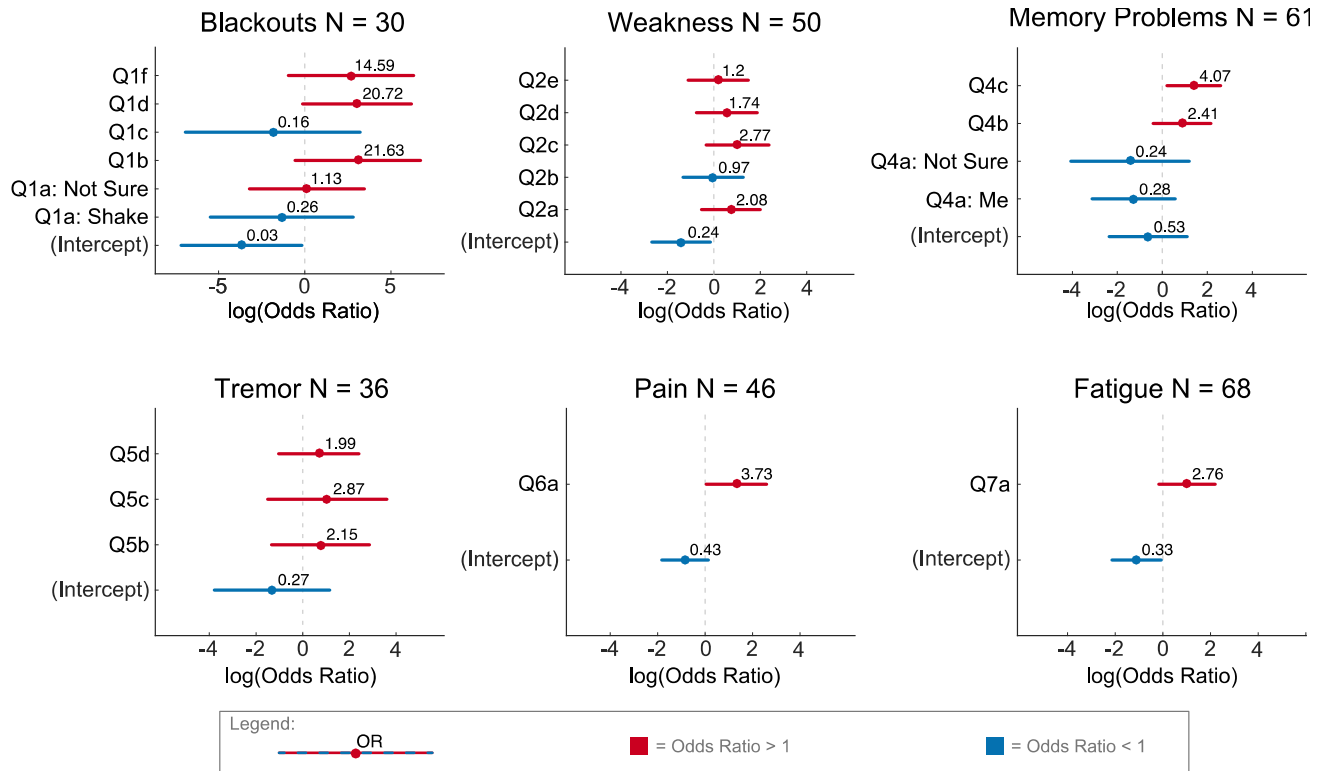 Blackouts N = 30
Q1f
14.59
Q1d
20.72
Q1c
0.16
Q1b
21.63
Q1a: Not Sure
1.13
Q1a: Shake
0.26
(Intercept)
0.03
-5 0 5
log(Odds Ratio)
Weakness N = 50
Q2e
1.2
Q2d
1.74
Q2c
2.77
Q2b
0.97
Q2a
2.08
(Intercept)
0.24
-4 -2 0 2 4
log(Odds Ratio)
Memory Problems N = 61
Q4c
4.07
Q4b
2.41
Q4a: Not Sure
0.24
Q4a: Me
0.28
(Intercept)
0.53
-4 -2 0 2 4
log(Odds Ratio)
Tremor N = 36
Q5d
1.99
Q5c
2.87
Q5b
2.15
(Intercept)
0.27
-4 -2 0 2 4
log(Odds Ratio)
Pain N = 46
Q6a
3.73
(Intercept)
0.43
-4 -2 0 2 4
log(Odds Ratio)
Fatigue N = 68
Q7a
2.76
(Intercept)
0.33
-4 -2 0 2 4
log(Odds Ratio)
Legend:
OR
= Odds Ratio > 1
= Odds Ratio < 1